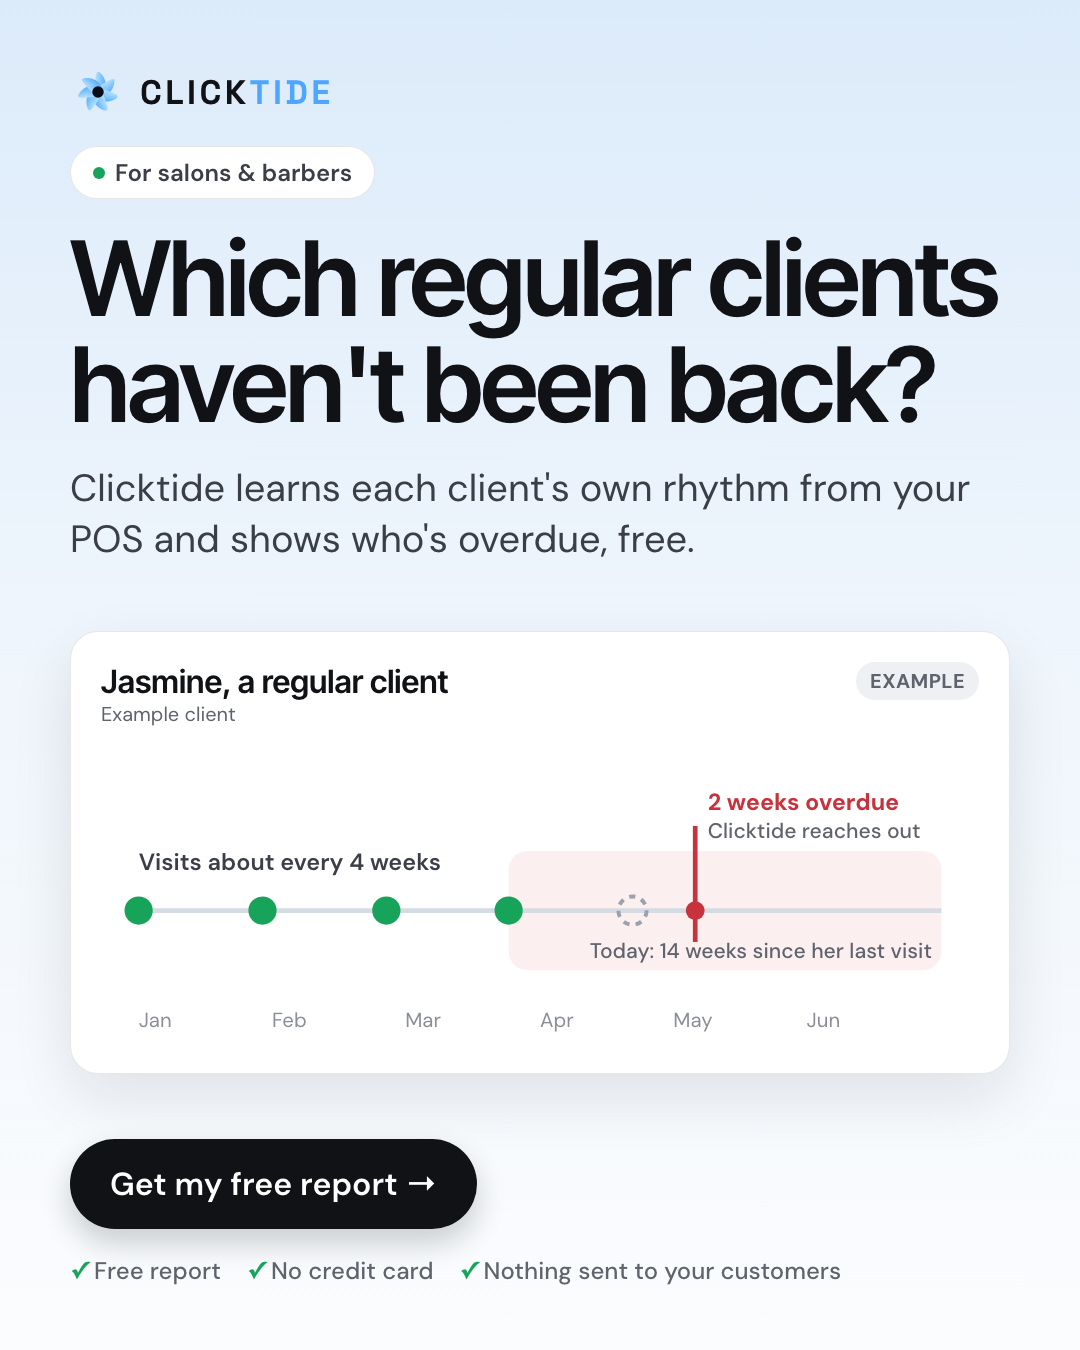 CLICKTIDE
For salons & barbers
Which regular clients
haven't been back?
Clicktide learns each client's own rhythm from your
POS and shows who's overdue, free.
Jasmine, a regular client
EXAMPLE
Example client
2 weeks overdue
Clicktide reaches out
Visits about every 4 weeks
Today: 14 weeks since her last visit
Jan Feb Mar Apr May Jun
Get my free report →
✓ Free report ✓ No credit card ✓ Nothing sent to your customers